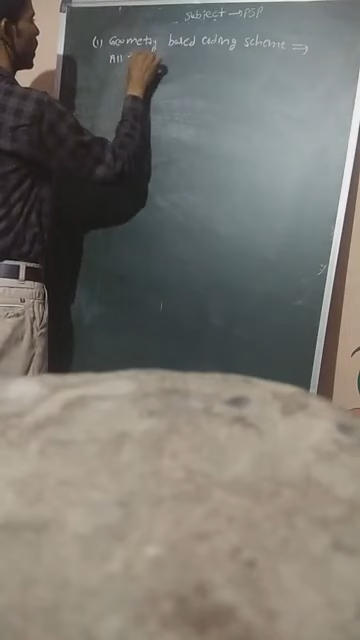 Subject → PSP
(1) Geometry based coding scheme ⇒
All